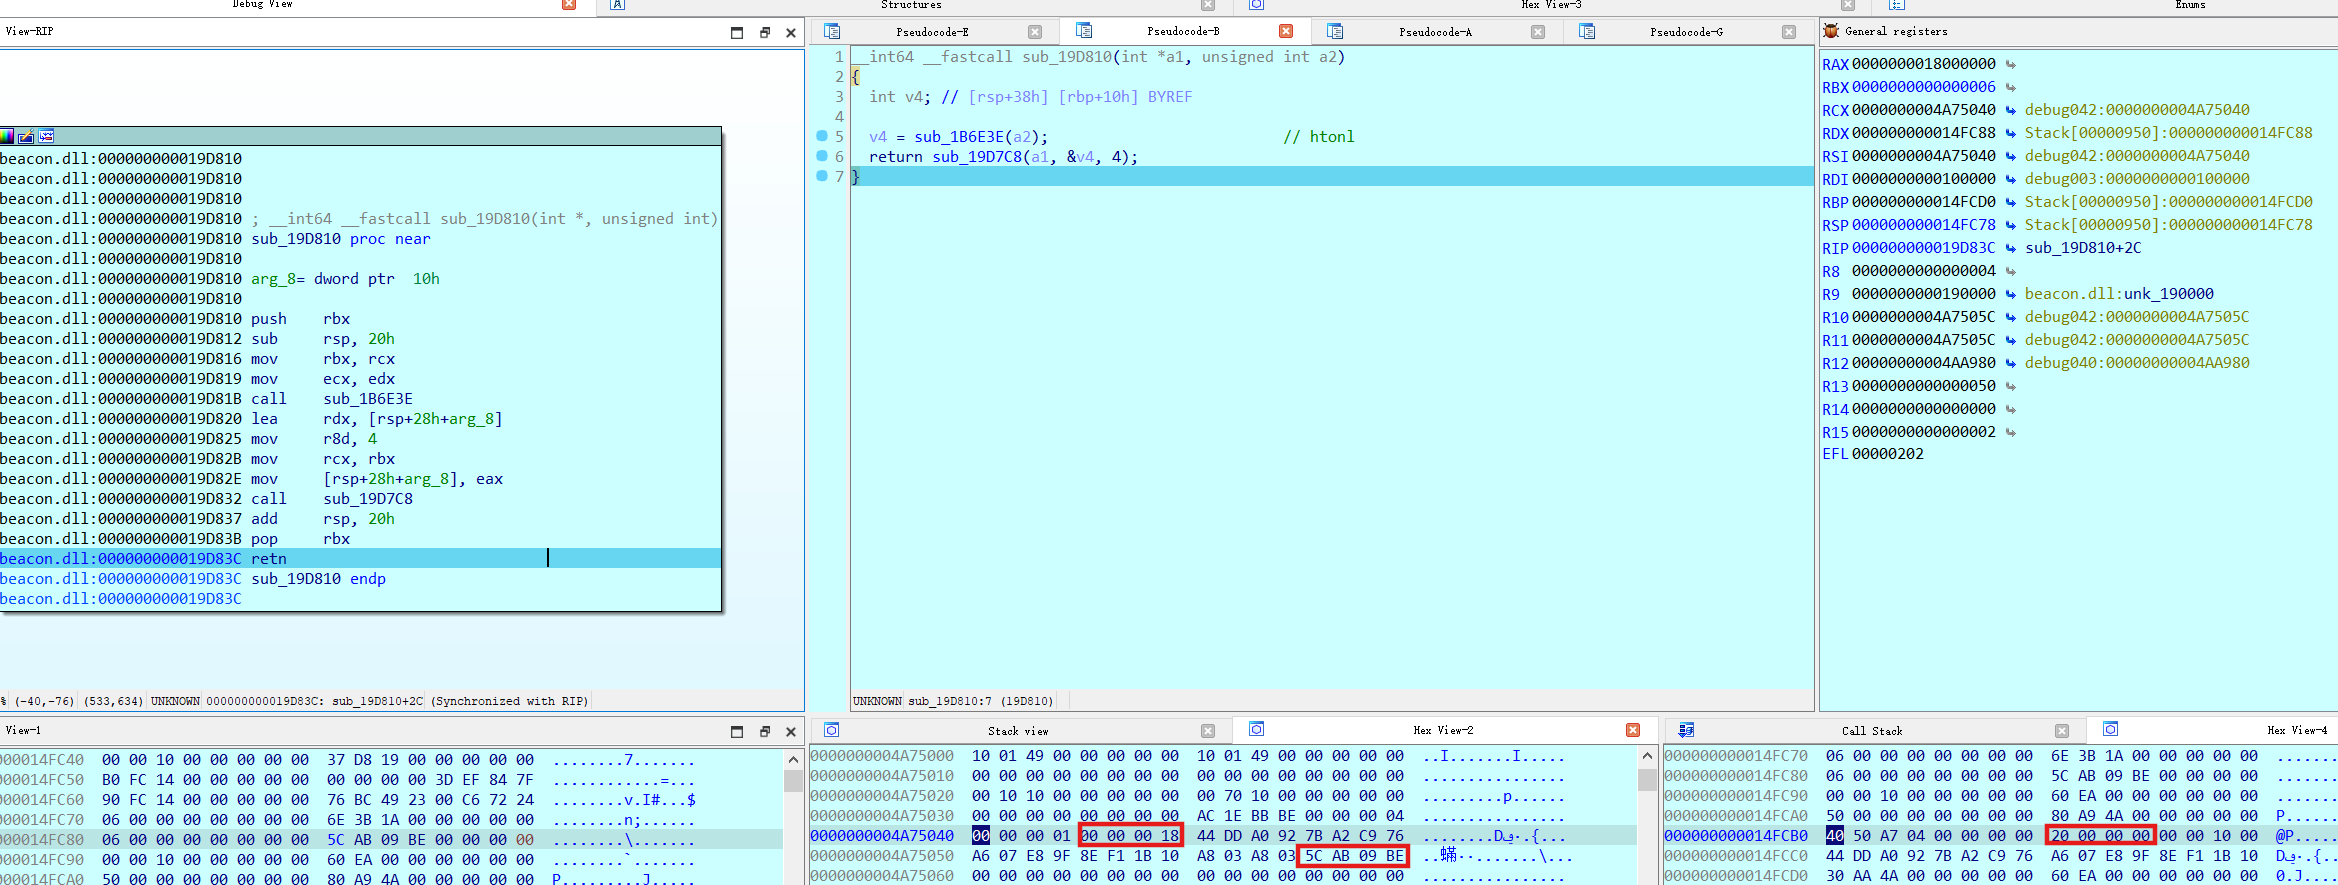 Debug View
Structures
Hex View-3
Enums
View-RIP
Pseudocode-E
Pseudocode-B
Pseudocode-A
Pseudocode-G
General registers
beacon.dll:000000000019D810
beacon.dll:000000000019D810
beacon.dll:000000000019D810
beacon.dll:000000000019D810 ; __int64 __fastcall sub_19D810(int *, unsigned int)
beacon.dll:000000000019D810 sub_19D810 proc near
beacon.dll:000000000019D810
beacon.dll:000000000019D810 arg_8= dword ptr  10h
beacon.dll:000000000019D810
beacon.dll:000000000019D810 push    rbx
beacon.dll:000000000019D812 sub     rsp, 20h
beacon.dll:000000000019D816 mov     rbx, rcx
beacon.dll:000000000019D819 mov     ecx, edx
beacon.dll:000000000019D81B call    sub_1B6E3E
beacon.dll:000000000019D820 lea     rdx, [rsp+28h+arg_8]
beacon.dll:000000000019D825 mov     r8d, 4
beacon.dll:000000000019D82B mov     rcx, rbx
beacon.dll:000000000019D82E mov     [rsp+28h+arg_8], eax
beacon.dll:000000000019D832 call    sub_19D7C8
beacon.dll:000000000019D837 add     rsp, 20h
beacon.dll:000000000019D83B pop     rbx
beacon.dll:000000000019D83C retn
beacon.dll:000000000019D83C sub_19D810 endp
beacon.dll:000000000019D83C
% (-40,-76) (533,634) UNKNOWN 000000000019D83C: sub_19D810+2C (Synchronized with RIP)
1 __int64 __fastcall sub_19D810(int *a1, unsigned int a2)
2 {
3   int v4; // [rsp+38h] [rbp+10h] BYREF
4
5   v4 = sub_1B6E3E(a2);                          // htonl
6   return sub_19D7C8(a1, &v4, 4);
7 }
UNKNOWN sub_19D810:7 (19D810)
RAX 0000000018000000
RBX 0000000000000006
RCX 0000000004A75040 debug042:0000000004A75040
RDX 000000000014FC88 Stack[00000950]:000000000014FC88
RSI 0000000004A75040 debug042:0000000004A75040
RDI 0000000000100000 debug003:0000000000100000
RBP 000000000014FCD0 Stack[00000950]:000000000014FCD0
RSP 000000000014FC78 Stack[00000950]:000000000014FC78
RIP 000000000019D83C sub_19D810+2C
R8 0000000000000004
R9 0000000000190000 beacon.dll:unk_190000
R10 0000000004A7505C debug042:0000000004A7505C
R11 0000000004A7505C debug042:0000000004A7505C
R12 00000000004AA980 debug040:00000000004AA980
R13 0000000000000050
R14 0000000000000000
R15 0000000000000002
EFL 00000202
View-1
000014FC40  00 00 10 00 00 00 00 00  37 D8 19 00 00 00 00 00  ........7.......
000014FC50  B0 FC 14 00 00 00 00 00  00 00 00 00 3D EF 84 7F  ............=...
000014FC60  90 FC 14 00 00 00 00 00  76 BC 49 23 00 C6 72 24  ........v.I#...$
000014FC70  06 00 00 00 00 00 00 00  6E 3B 1A 00 00 00 00 00  ........n;......
000014FC80  06 00 00 00 00 00 00 00  5C AB 09 BE 00 00 00 00  ........\.......
000014FC90  00 00 10 00 00 00 00 00  60 EA 00 00 00 00 00 00  ........`.......
000014FCA0  50 00 00 00 00 00 00 00  80 A9 4A 00 00 00 00 00  P.........J.....
Stack view
Hex View-2
0000000004A75000  10 01 49 00 00 00 00 00  10 01 49 00 00 00 00 00  ..I.......I.....
0000000004A75010  00 00 00 00 00 00 00 00  00 00 00 00 00 00 00 00  ................
0000000004A75020  00 10 10 00 00 00 00 00  00 70 10 00 00 00 00 00  .........p......
0000000004A75030  00 00 00 00 00 00 00 00  AC 1E BB BE 00 00 00 04  ................
0000000004A75040  00 00 00 01 00 00 00 18  44 DD A0 92 7B A2 C9 76
0000000004A75050  A6 07 E8 9F 8E F1 1B 10  A8 03 A8 03 5C AB 09 BE
0000000004A75060  00 00 00 00 00 00 00 00  00 00 00 00 00 00 00 00  ................
Call Stack
Hex View-4
000000000014FC70  06 00 00 00 00 00 00 00  6E 3B 1A 00 00 00 00 00  .......
000000000014FC80  06 00 00 00 00 00 00 00  5C AB 09 BE 00 00 00 00  .......
000000000014FC90  00 00 10 00 00 00 00 00  60 EA 00 00 00 00 00 00  .......
000000000014FCA0  50 00 00 00 00 00 00 00  80 A9 4A 00 00 00 00 00  P......
000000000014FCB0  40 50 A7 04 00 00 00 00  20 00 00 00 00 00 10 00  @P.....
000000000014FCC0  44 DD A0 92 7B A2 C9 76  A6 07 E8 9F 8E F1 1B 10
000000000014FCD0  30 AA 4A 00 00 00 00 00  60 EA 00 00 00 00 00 00  0.J....